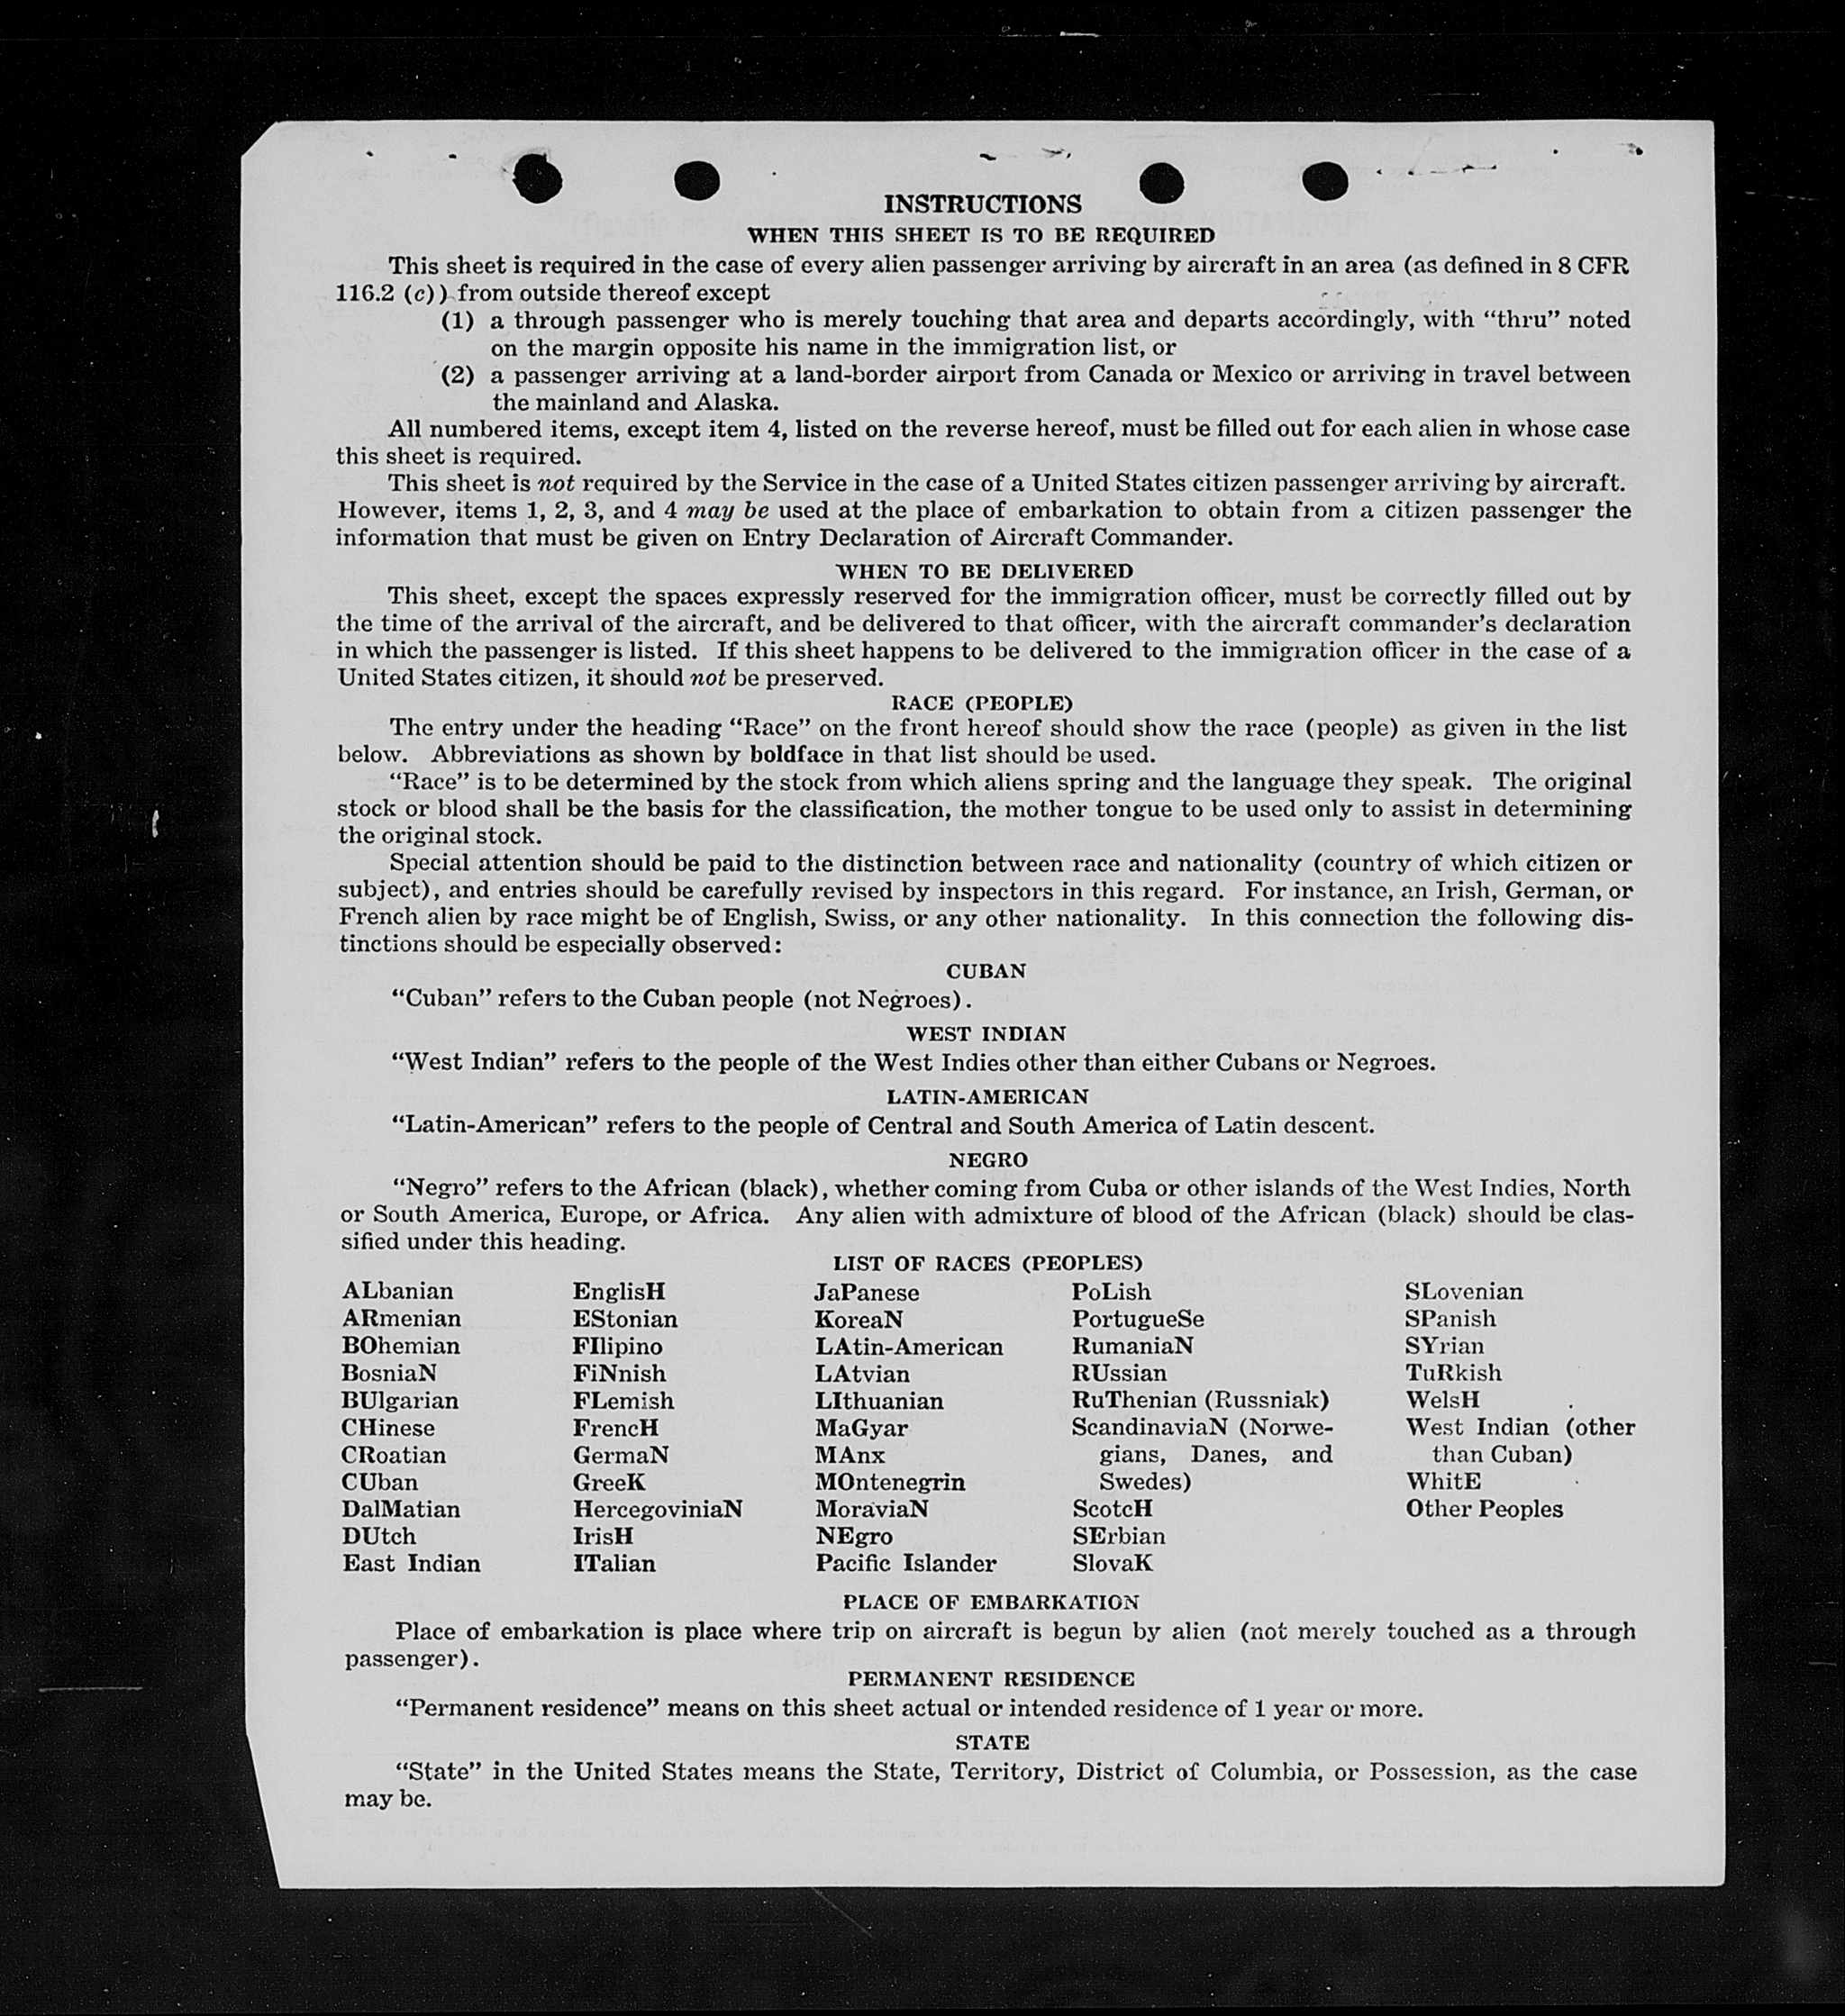 INSTRUCTIONS
WHEN THIS SHEET IS TO BE REQUIRED
This sheet is required in the case of every alien passenger arriving by aircraft in an area (as defined in 8 CFR
116.2 (c)) from outside thereof except
(1) a through passenger who is merely touching that area and departs accordingly, with “thru” noted
on the margin opposite his name in the immigration list, or
(2) a passenger arriving at a land-border airport from Canada or Mexico or arriving in travel between
the mainland and Alaska.
All numbered items, except item 4, listed on the reverse hereof, must be filled out for each alien in whose case
this sheet is required.
This sheet is not required by the Service in the case of a United States citizen passenger arriving by aircraft.
However, items 1, 2, 3, and 4 may be used at the place of embarkation to obtain from a citizen passenger the
information that must be given on Entry Declaration of Aircraft Commander.
WHEN TO BE DELIVERED
This sheet, except the spaces expressly reserved for the immigration officer, must be correctly filled out by
the time of the arrival of the aircraft, and be delivered to that officer, with the aircraft commander’s declaration
in which the passenger is listed. If this sheet happens to be delivered to the immigration officer in the case of a
United States citizen, it should not be preserved.
RACE (PEOPLE)
The entry under the heading “Race” on the front hereof should show the race (people) as given in the list
below. Abbreviations as shown by boldface in that list should be used.
“Race” is to be determined by the stock from which aliens spring and the language they speak. The original
stock or blood shall be the basis for the classification, the mother tongue to be used only to assist in determining
the original stock.
Special attention should be paid to the distinction between race and nationality (country of which citizen or
subject), and entries should be carefully revised by inspectors in this regard. For instance, an Irish, German, or
French alien by race might be of English, Swiss, or any other nationality. In this connection the following dis-
tinctions should be especially observed:
CUBAN
“Cuban” refers to the Cuban people (not Negroes).
WEST INDIAN
“West Indian” refers to the people of the West Indies other than either Cubans or Negroes.
LATIN-AMERICAN
“Latin-American” refers to the people of Central and South America of Latin descent.
NEGRO
“Negro” refers to the African (black), whether coming from Cuba or other islands of the West Indies, North
or South America, Europe, or Africa. Any alien with admixture of blood of the African (black) should be clas-
sified under this heading.
LIST OF RACES (PEOPLES)
ALbanian
ARmenian
BOhemian
BosniaN
BUlgarian
CHinese
CRoatian
CUban
DalMatian
DUtch
East Indian
EnglisH
EStonian
FIlipino
FiNnish
FLemish
FrencH
GermaN
GreeK
HercegoviniaN
IrisH
ITalian
JaPanese
KoreaN
LAtin-American
LAtvian
LIthuanian
MaGyar
MAnx
MOntenegrin
MoraviaN
NEgro
Pacific Islander
PoLish
PortugueSe
RumaniaN
RUssian
RuThenian (Russniak)
ScandinaviaN (Norwe-
gians, Danes, and
Swedes)
ScotcH
SErbian
SlovaK
SLovenian
SPanish
SYrian
TuRkish
WelsH
West Indian (other
than Cuban)
WhitE
Other Peoples
PLACE OF EMBARKATION
Place of embarkation is place where trip on aircraft is begun by alien (not merely touched as a through
passenger).
PERMANENT RESIDENCE
“Permanent residence” means on this sheet actual or intended residence of 1 year or more.
STATE
“State” in the United States means the State, Territory, District of Columbia, or Possession, as the case
may be.